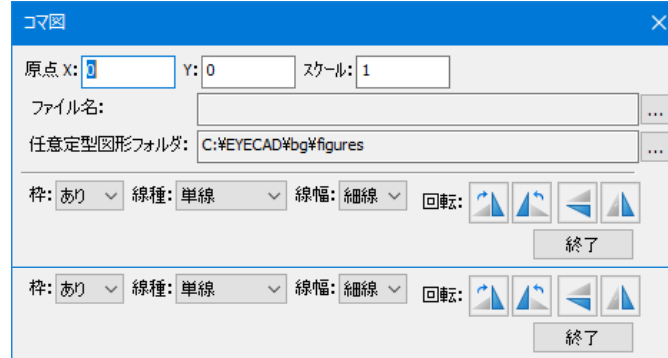 コマ図
原点 X: 0 Y: 0 スケール: 1
ファイル名: ...
任意定型図形フォルダ: C:¥EYECAD¥bg¥figures ...
枠: あり 線種: 単線 線幅: 細線 回転:
終了
枠: あり 線種: 単線 線幅: 細線 回転:
終了